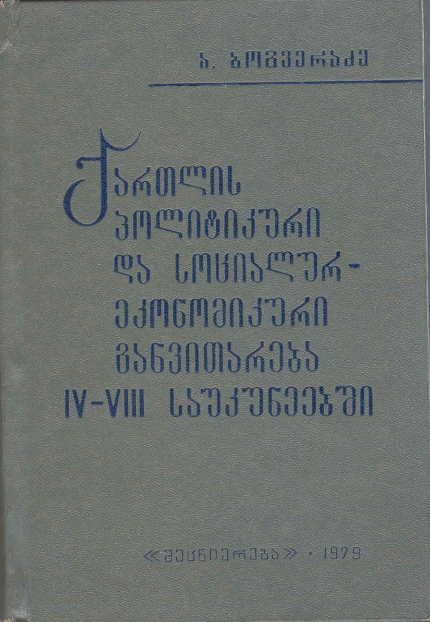 ა. ბოგვერაძე
ქართლის
პოლიტიკური
და სოციალურ-
ეკონომიკური
განვითარება
IV-VIII საუკუნეებში
«მეცნიერება» · 1979